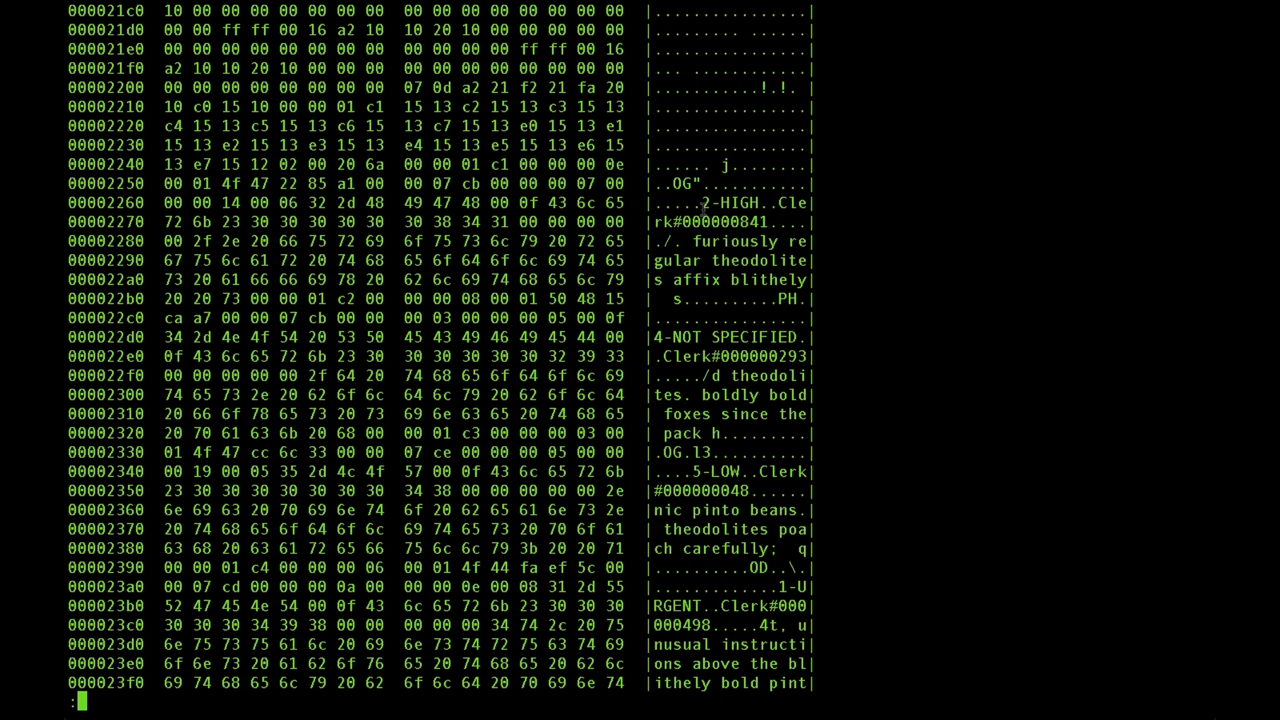 000021c0  10 00 00 00 00 00 00 00  00 00 00 00 00 00 00 00  |................|
000021d0  00 00 ff ff 00 16 a2 10  10 20 10 00 00 00 00 00  |......... ......|
000021e0  00 00 00 00 00 00 00 00  00 00 00 00 ff ff 00 16  |................|
000021f0  a2 10 10 20 10 00 00 00  00 00 00 00 00 00 00 00  |... ............|
00002200  00 00 00 00 00 00 00 00  07 0d a2 21 f2 21 fa 20  |...........!.!. |
00002210  10 c0 15 10 00 00 01 c1  15 13 c2 15 13 c3 15 13  |................|
00002220  c4 15 13 c5 15 13 c6 15  13 c7 15 13 e0 15 13 e1  |................|
00002230  15 13 e2 15 13 e3 15 13  e4 15 13 e5 15 13 e6 15  |................|
00002240  13 e7 15 12 02 00 20 6a  00 00 01 c1 00 00 00 0e  |...... j........|
00002250  00 01 4f 47 22 85 a1 00  00 07 cb 00 00 00 07 00  |..OG"...........|
00002260  00 00 14 00 06 32 2d 48  49 47 48 00 0f 43 6c 65  |.....2-HIGH..Cle|
00002270  72 6b 23 30 30 30 30 30  30 38 34 31 00 00 00 00  |rk#000000841....|
00002280  00 2f 2e 20 66 75 72 69  6f 75 73 6c 79 20 72 65  |./. furiously re|
00002290  67 75 6c 61 72 20 74 68  65 6f 64 6f 6c 69 74 65  |gular theodolite|
000022a0  73 20 61 66 66 69 78 20  62 6c 69 74 68 65 6c 79  |s affix blithely|
000022b0  20 20 73 00 00 01 c2 00  00 00 08 00 01 50 48 15  |  s..........PH.|
000022c0  ca a7 00 00 07 cb 00 00  00 03 00 00 00 05 00 0f  |................|
000022d0  34 2d 4e 4f 54 20 53 50  45 43 49 46 49 45 44 00  |4-NOT SPECIFIED.|
000022e0  0f 43 6c 65 72 6b 23 30  30 30 30 30 30 32 39 33  |.Clerk#000000293|
000022f0  00 00 00 00 00 2f 64 20  74 68 65 6f 64 6f 6c 69  |...../d theodoli|
00002300  74 65 73 2e 20 62 6f 6c  64 6c 79 20 62 6f 6c 64  |tes. boldly bold|
00002310  20 66 6f 78 65 73 20 73  69 6e 63 65 20 74 68 65  | foxes since the|
00002320  20 70 61 63 6b 20 68 00  00 01 c3 00 00 00 03 00  | pack h.........|
00002330  01 4f 47 cc 6c 33 00 00  07 ce 00 00 00 05 00 00  |.OG.l3..........|
00002340  00 19 00 05 35 2d 4c 4f  57 00 0f 43 6c 65 72 6b  |....5-LOW..Clerk|
00002350  23 30 30 30 30 30 30 30  34 38 00 00 00 00 00 2e  |#000000048......|
00002360  6e 69 63 20 70 69 6e 74  6f 20 62 65 61 6e 73 2e  |nic pinto beans.|
00002370  20 74 68 65 6f 64 6f 6c  69 74 65 73 20 70 6f 61  | theodolites poa|
00002380  63 68 20 63 61 72 65 66  75 6c 6c 79 3b 20 20 71  |ch carefully;  q|
00002390  00 00 01 c4 00 00 00 06  00 01 4f 44 fa ef 5c 00  |..........OD..\.|
000023a0  00 07 cd 00 00 00 0a 00  00 00 0e 00 08 31 2d 55  |.............1-U|
000023b0  52 47 45 4e 54 00 0f 43  6c 65 72 6b 23 30 30 30  |RGENT..Clerk#000|
000023c0  30 30 30 34 39 38 00 00  00 00 00 34 74 2c 20 75  |000498.....4t, u|
000023d0  6e 75 73 75 61 6c 20 69  6e 73 74 72 75 63 74 69  |nusual instructi|
000023e0  6f 6e 73 20 61 62 6f 76  65 20 74 68 65 20 62 6c  |ons above the bl|
000023f0  69 74 68 65 6c 79 20 62  6f 6c 64 20 70 69 6e 74  |ithely bold pint|
: